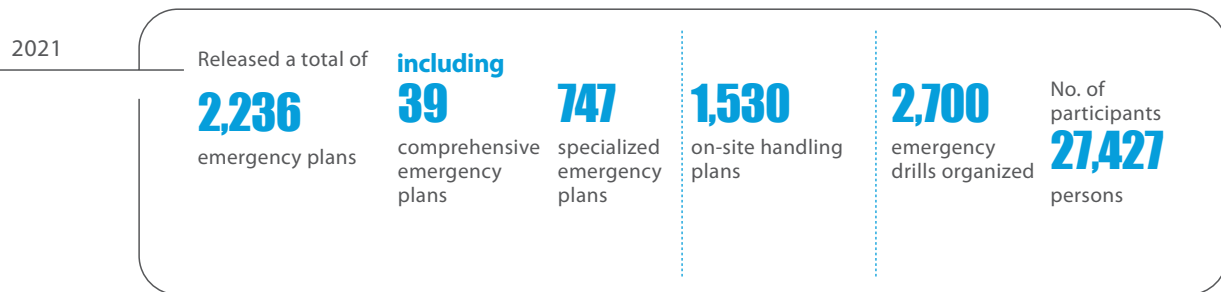 2021
Released a total of
2,236
emergency plans
including
39
comprehensive
emergency
plans
747
specialized
emergency
plans
1,530
on-site handling
plans
2,700
emergency
drills organized
No. of
participants
27,427
persons